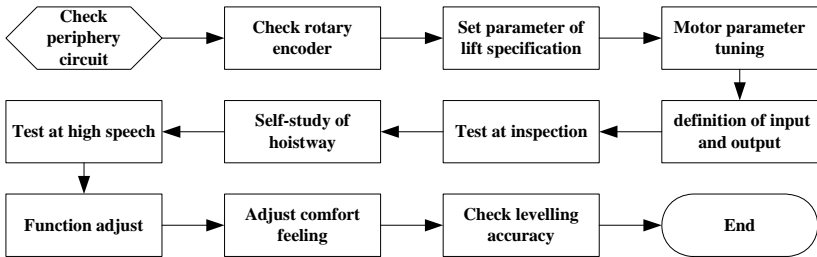 Check
periphery
circuit
Check rotary
encoder
Set parameter of
lift specification
Motor parameter
tuning
definition of input
and output
Test at inspection
Self-study of
hoistway
Test at high speech
Function adjust
Adjust comfort
feeling
Check levelling
accuracy
End